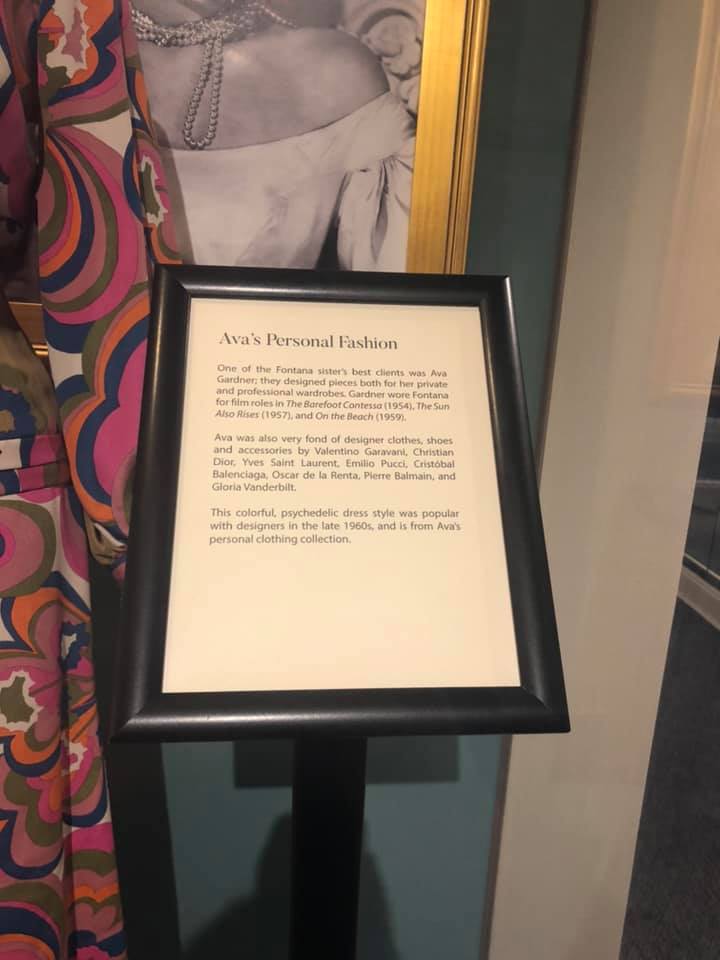 Ava's Personal Fashion
One of the Fontana sister's best clients was Ava
Gardner; they designed pieces both for her private
and professional wardrobes. Gardner wore Fontana
for film roles in The Barefoot Contessa (1954), The Sun
Also Rises (1957), and On the Beach (1959).
Ava was also very fond of designer clothes, shoes
and accessories by Valentino Garavani, Christian
Dior, Yves Saint Laurent, Emilio Pucci, Cristóbal
Balenciaga, Oscar de la Renta, Pierre Balmain, and
Gloria Vanderbilt.
This colorful, psychedelic dress style was popular
with designers in the late 1960s, and is from Ava's
personal clothing collection.